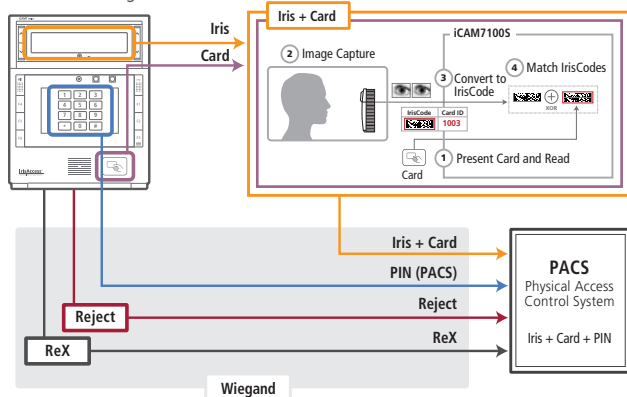 Iris
Card
Iris + Card
iCAM7100S
2 Image Capture
3 Convert to
IrisCode
4 Match IrisCodes
IrisCode Card ID
1003
XOR
Card
1 Present Card and Read
1 2 3
4 5 6
7 8 9
* 0 #
IrisAccess
Iris + Card
PIN (PACS)
Reject
ReX
Reject
ReX
Wiegand
PACS
Physical Access
Control System
Iris + Card + PIN